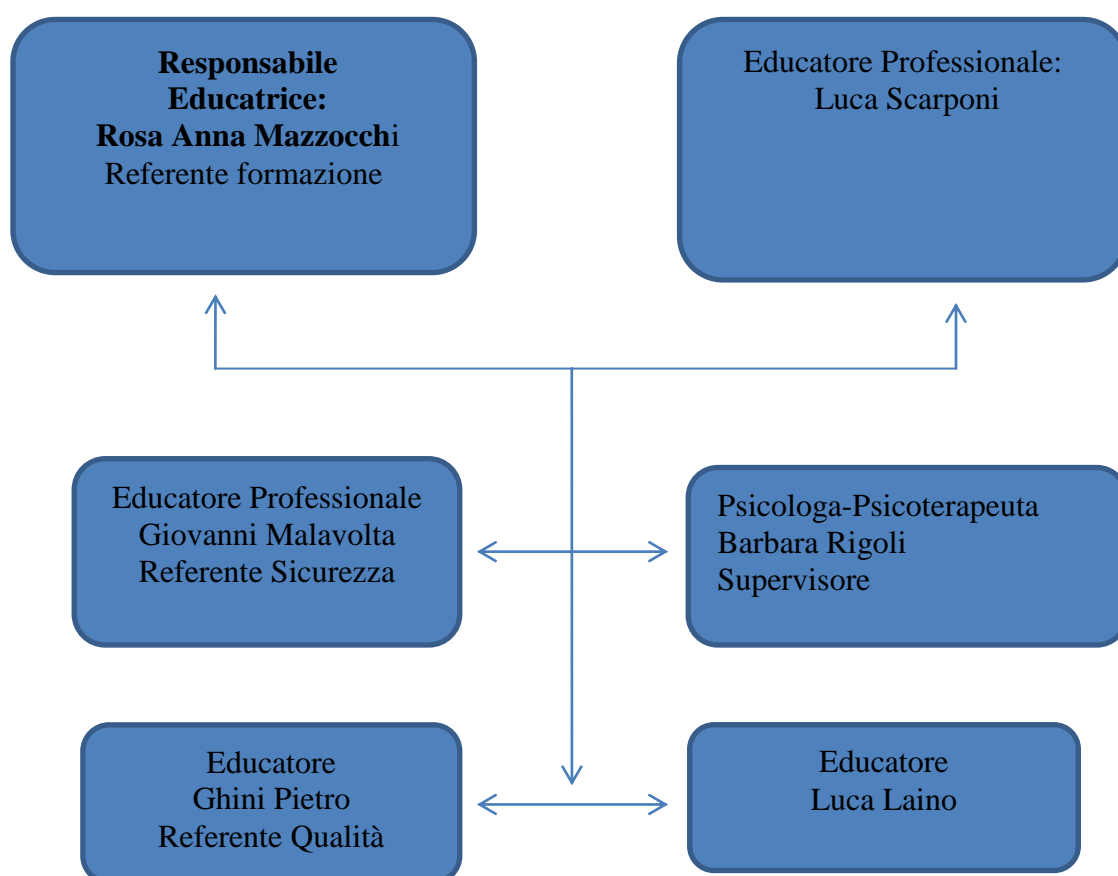 Responsabile
Educatrice:
Rosa Anna Mazzocchi
Referente formazione
Educatore Professionale:
Luca Scarponi
Educatore Professionale
Giovanni Malavolta
Referente Sicurezza
Psicologa-Psicoterapeuta
Barbara Rigoli
Supervisore
Educatore
Ghini Pietro
Referente Qualità
Educatore
Luca Laino